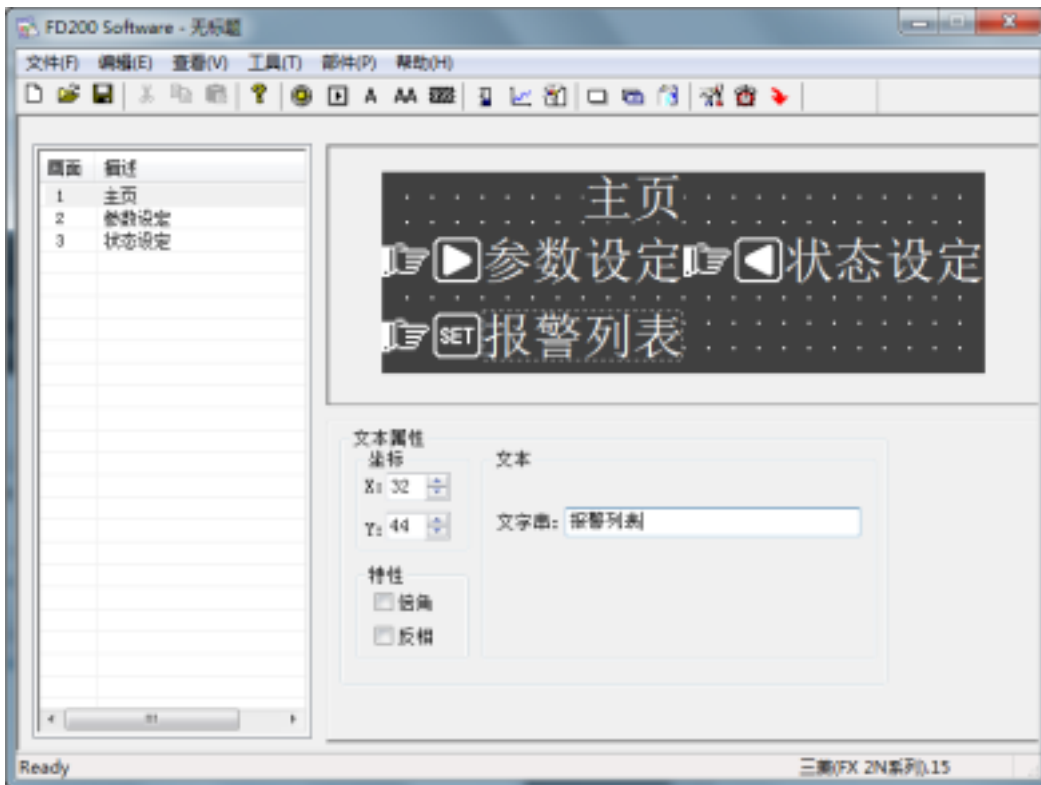 FD200 Software - 无标题
文件(F) 编辑(E) 查看(V) 工具(T) 部件(P) 帮助(H)
画面 描述
1 主页
2 参数设定
3 状态设定
主页
参数设定 状态设定
SET 报警列表
文本属性
坐标
X: 32
Y: 44
特性
倍角
反相
文本
文字串: 报警列表
Ready
三菱(FX 2N系列).15